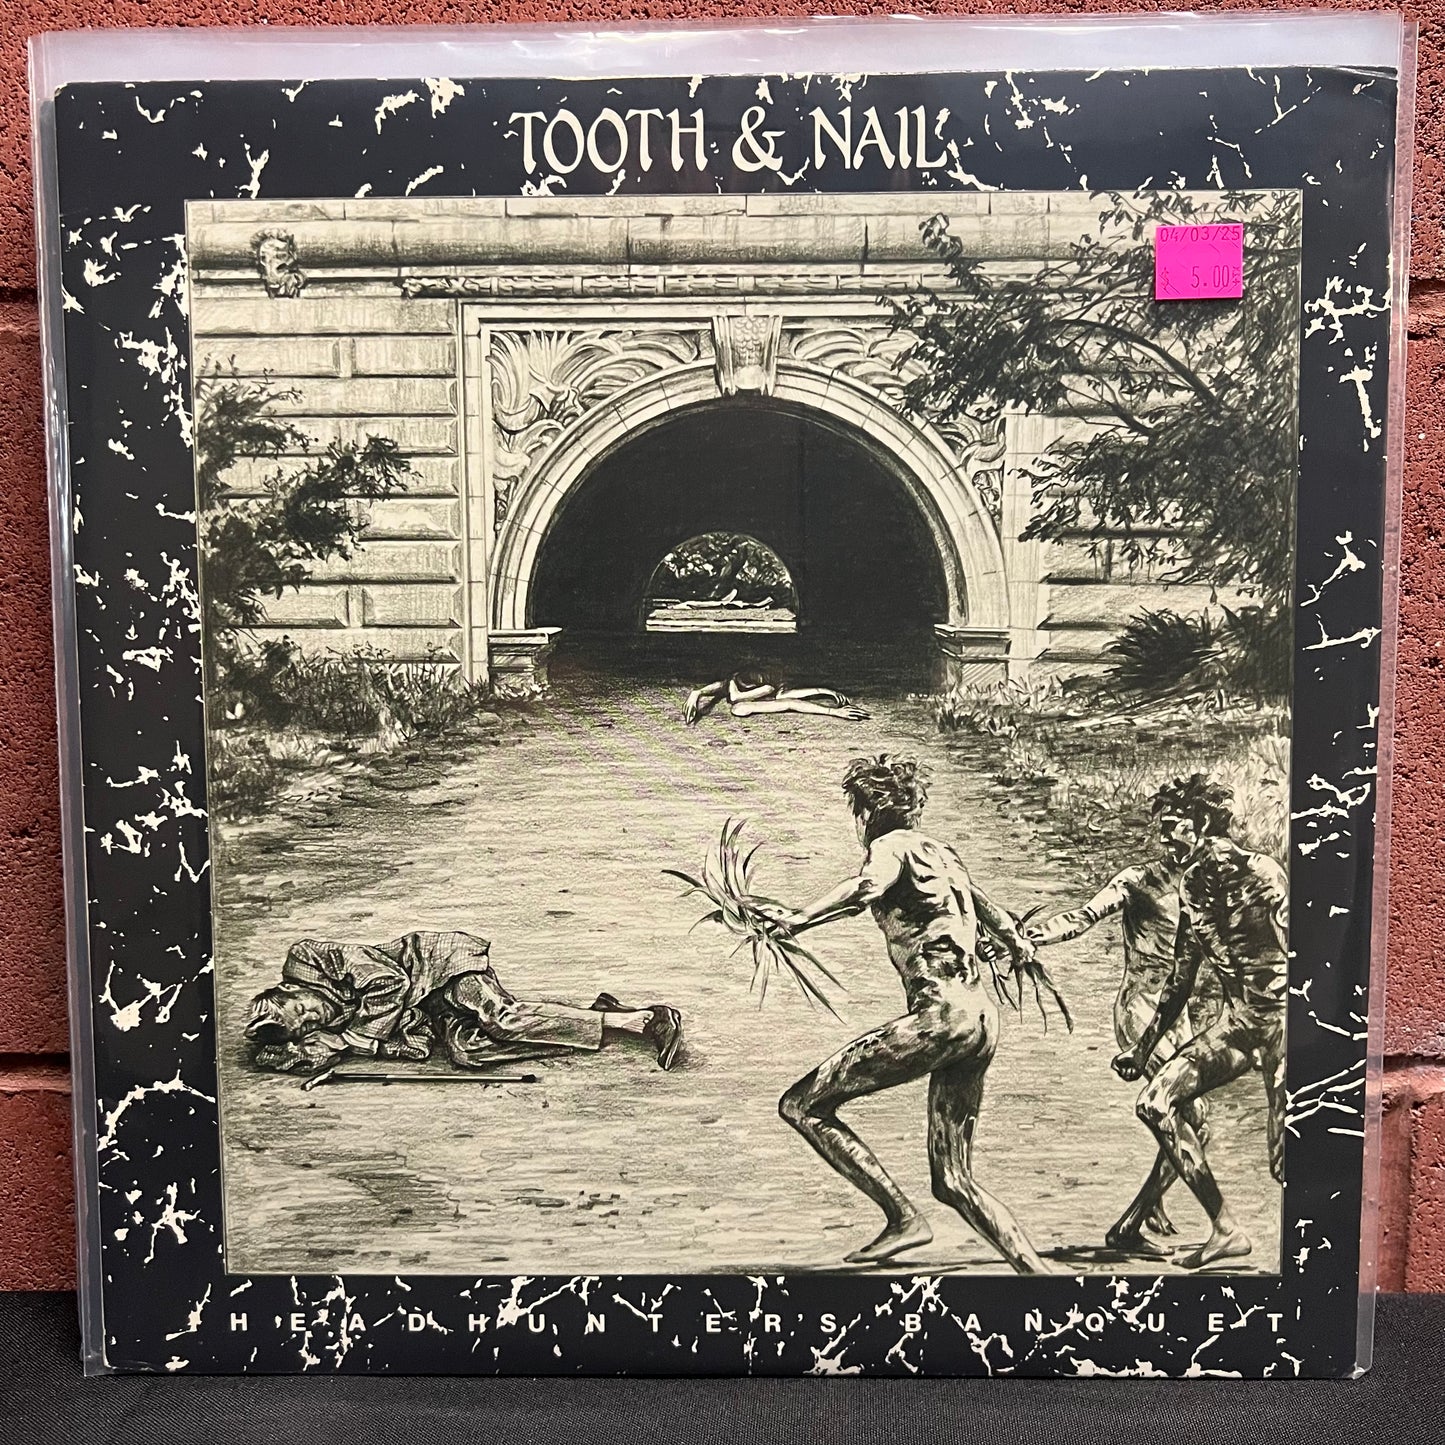 TOOTH & NAIL
04/03/25
$ 5.00
HEADHUNTERS BANQUET